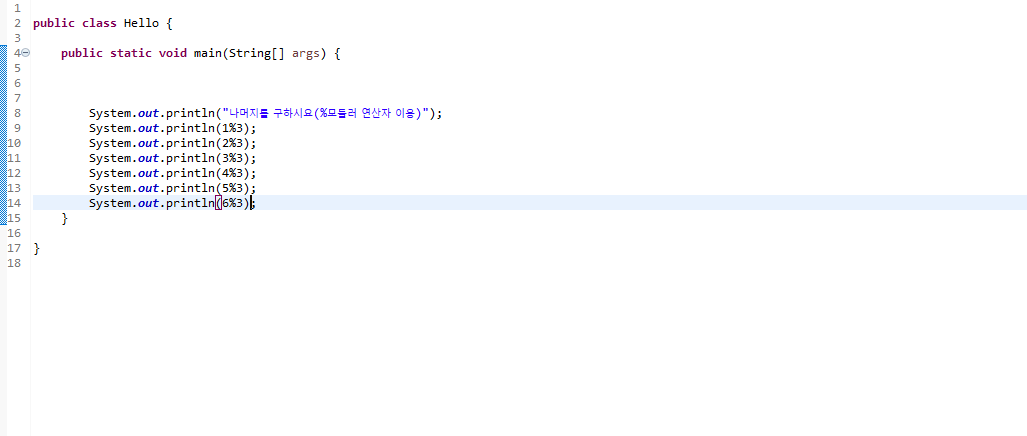 1
2 public class Hello {
3
4 public static void main(String[] args) {
5
6
7
8 System.out.println("나머지를 구하시요(%모듈러 연산자 이용)");
9 System.out.println(1%3);
10 System.out.println(2%3);
11 System.out.println(3%3);
12 System.out.println(4%3);
13 System.out.println(5%3);
14 System.out.println(6%3);
15 }
16
17 }
18